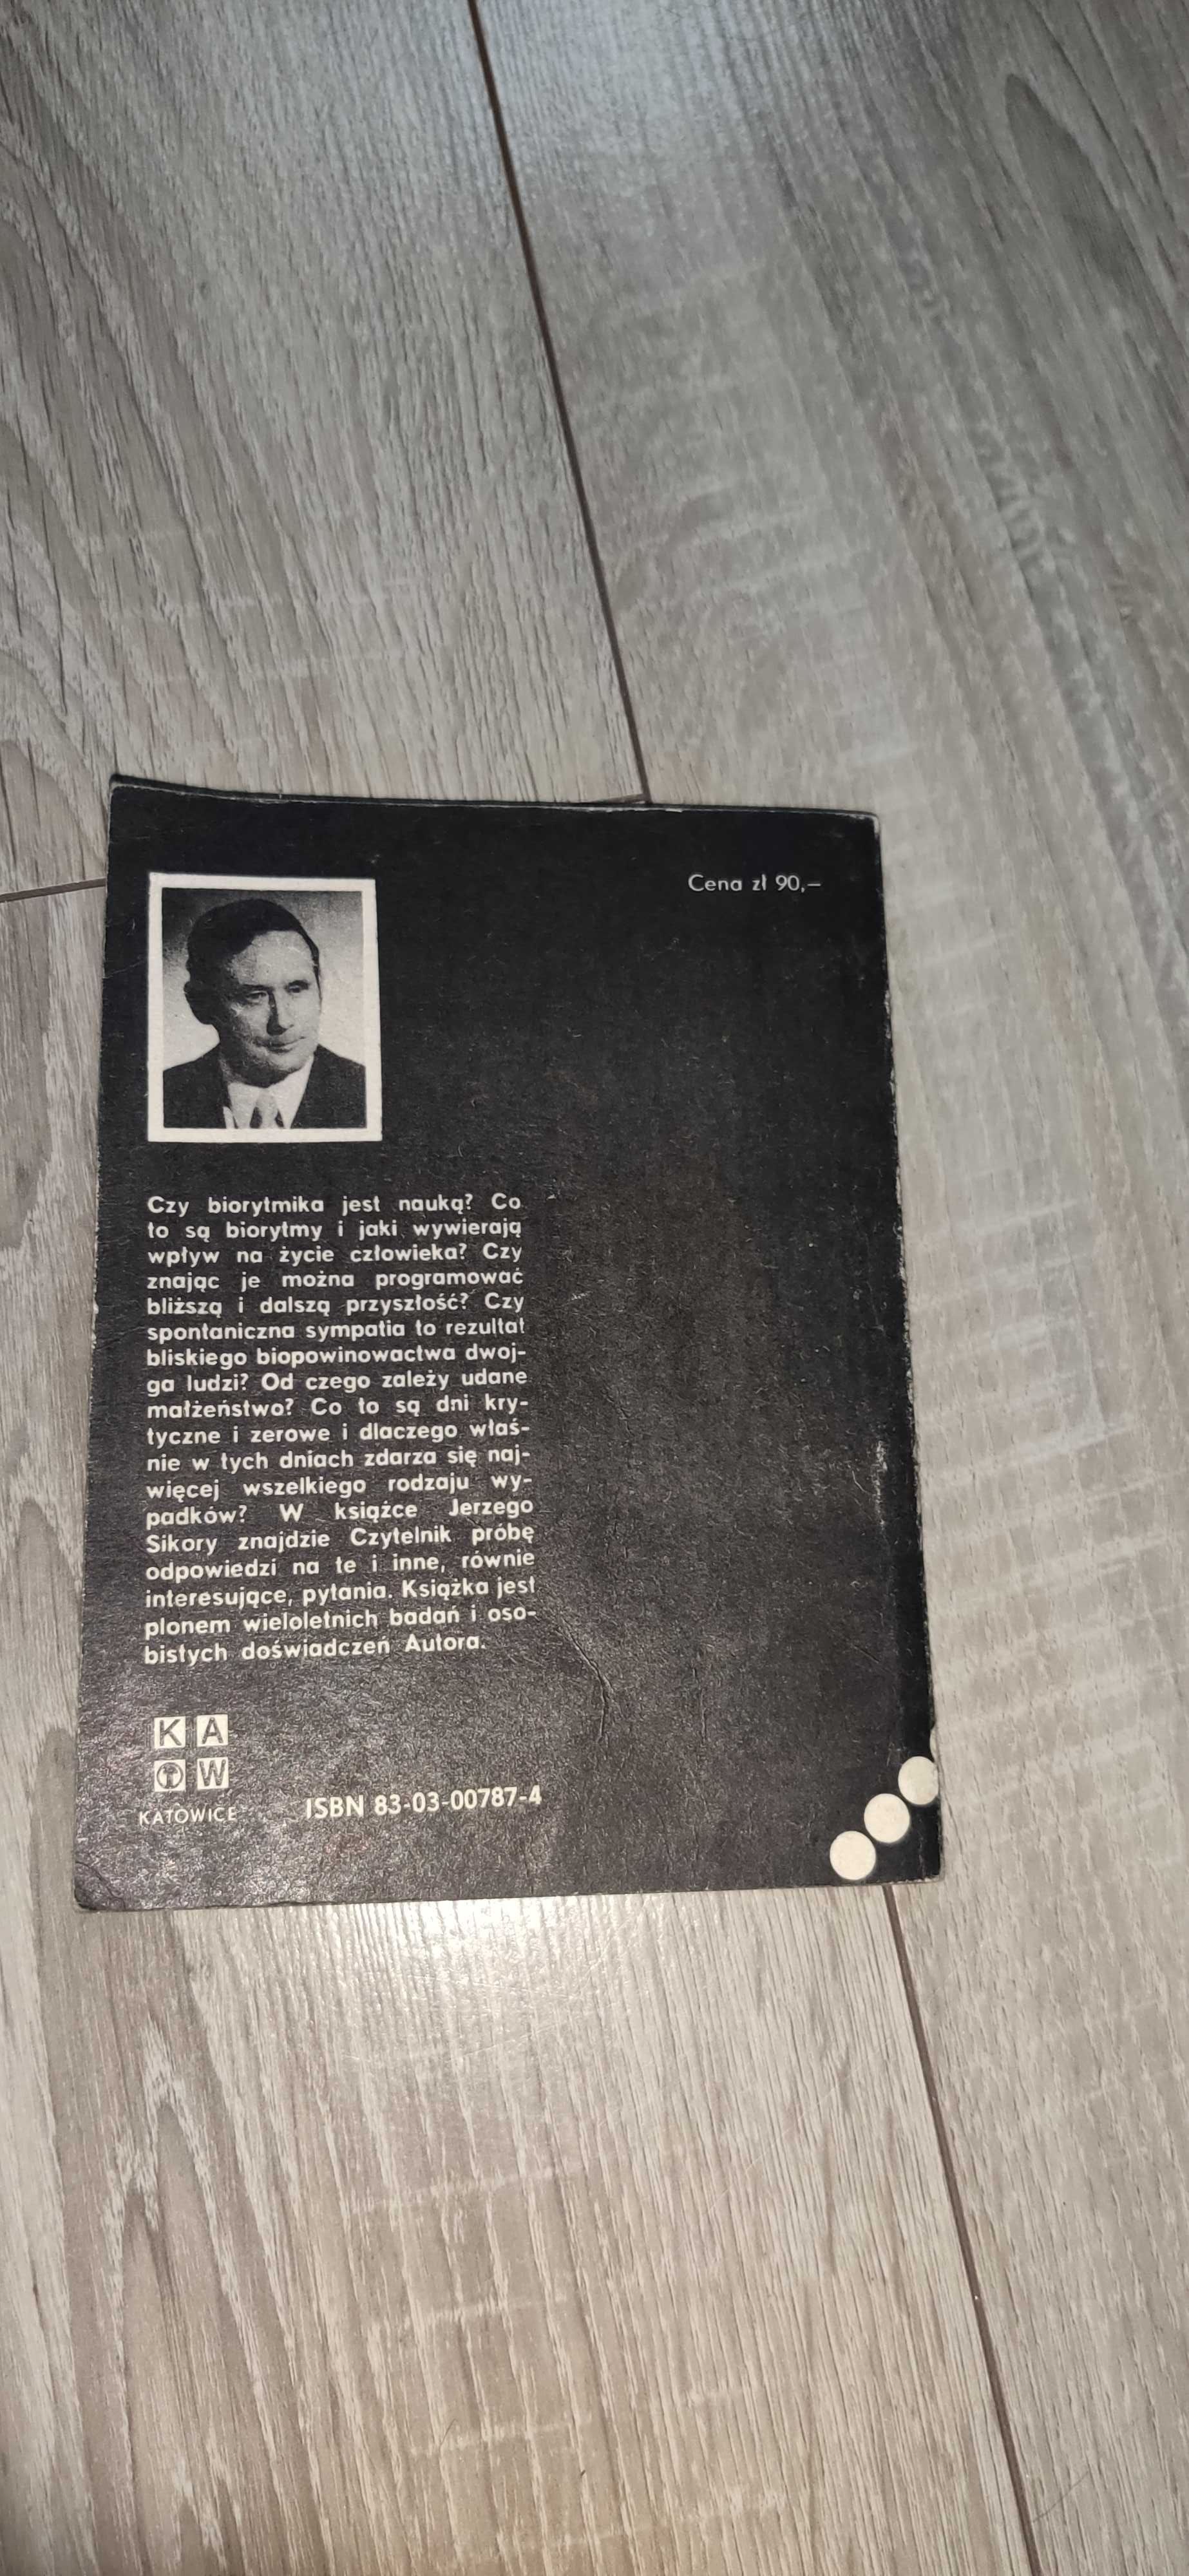 Cena zł 90,—
Czy biorytmika jest nauką? Co
to są biorytmy i jaki wywierają
wpływ na życie człowieka? Czy
znając je można programować
bliższą i dalszą przyszłość? Czy
spontaniczna sympatia to rezultat
bliskiego biopowinowactwa dwoj-
ga ludzi? Od czego zależy udane
małżeństwo? Co to są dni kry-
tyczne i zerowe i dlaczego właś-
nie w tych dniach zdarza się naj-
więcej wszelkiego rodzaju wy-
padków? W książce Jerzego
Sikory znajdzie Czytelnik próbę
odpowiedzi na te i inne, równie
interesujące, pytania. Książka jest
plonem wieloletnich badań i oso-
bistych doświadczeń Autora.
K A
W
KATOWICE
ISBN 83-03-00787-4